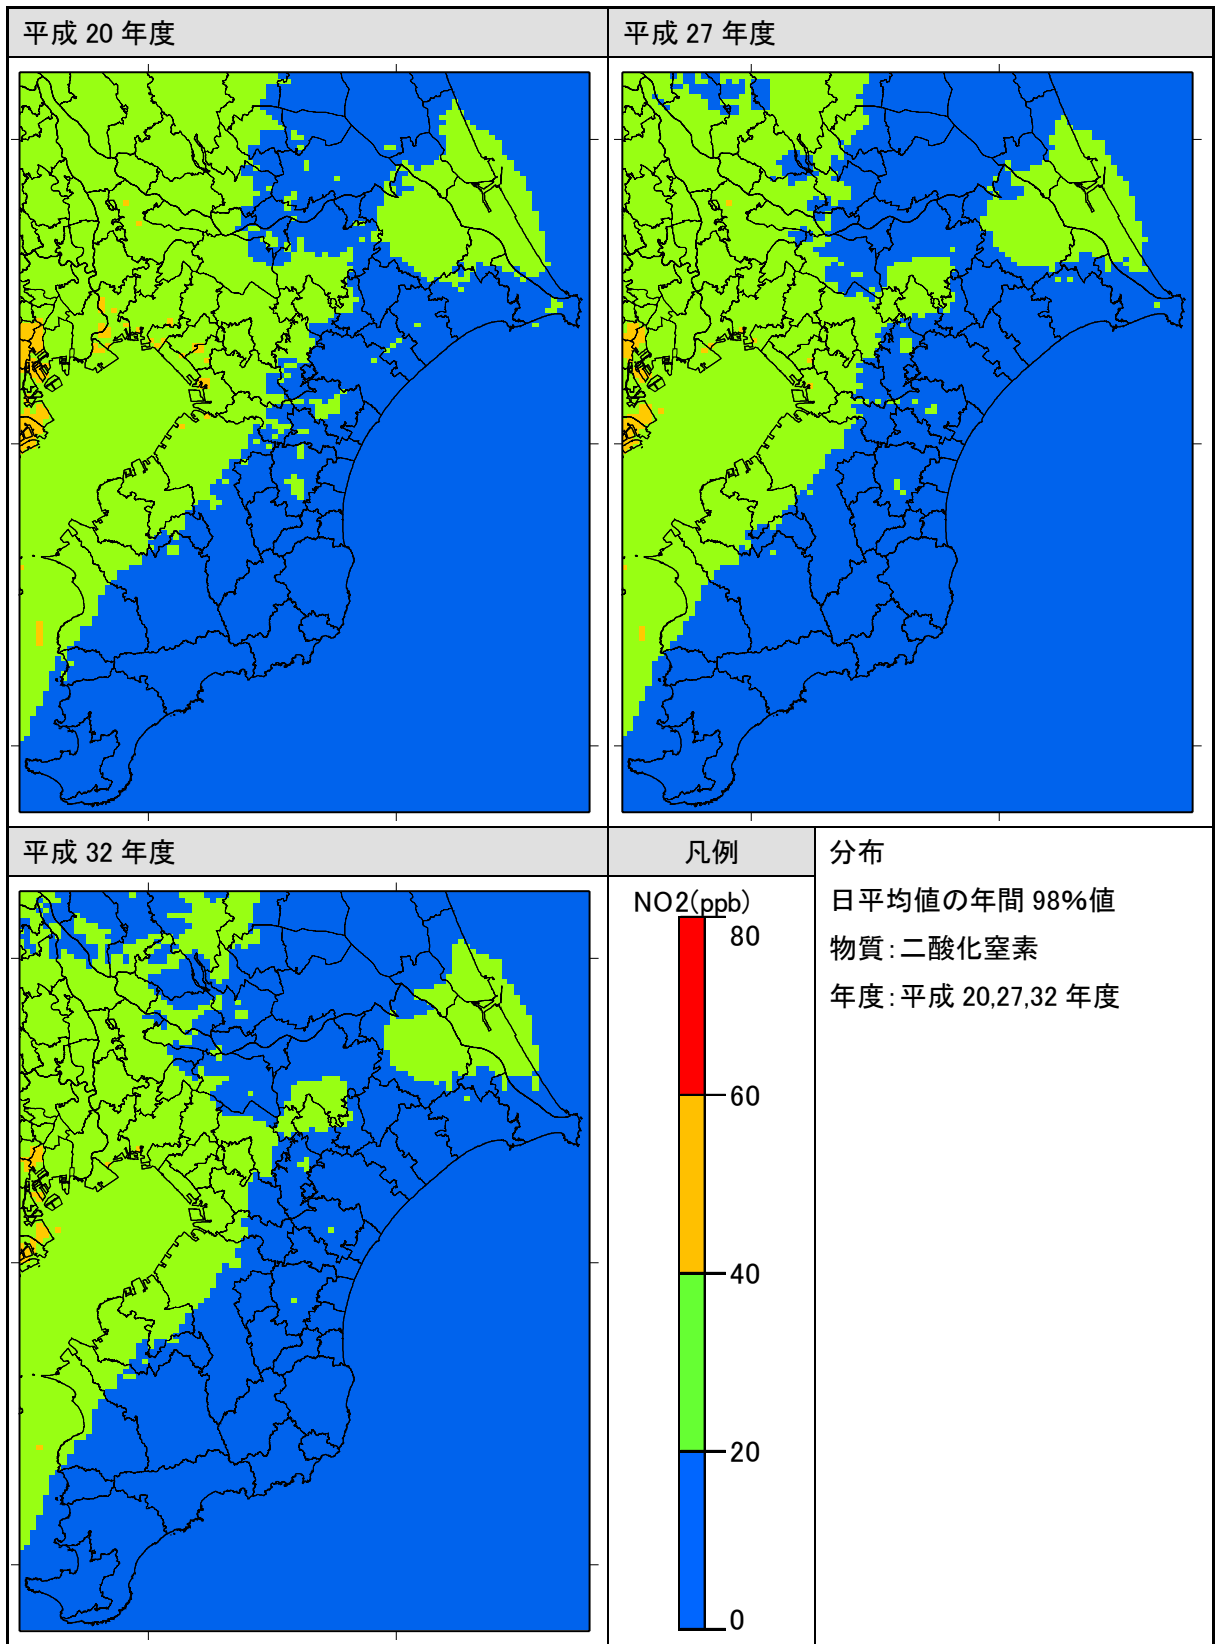 平成 20 年度
平成 27 年度
平成 32 年度
凡例
NO2(ppb)
80
60
40
20
0
分布
日平均値の年間 98%値
物質：二酸化窒素
年度：平成 20,27,32 年度